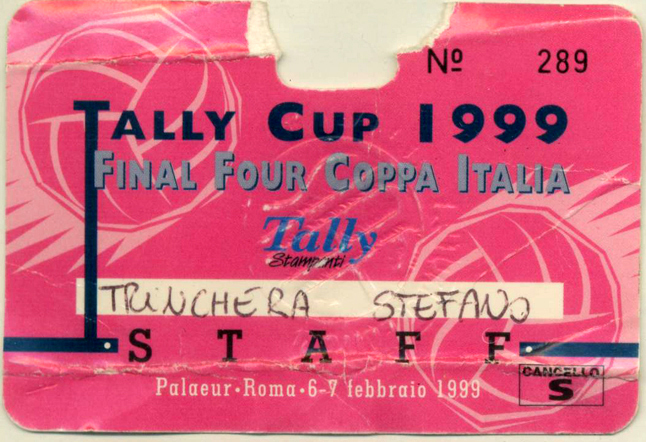 Nº 289
TALLY CUP 1999
FINAL FOUR COPPA ITALIA
Tally
Stampanti
TRINCHERA STEFANO
STAFF
Palaeur·Roma·6-7 febbraio 1999
CANCELLO
S